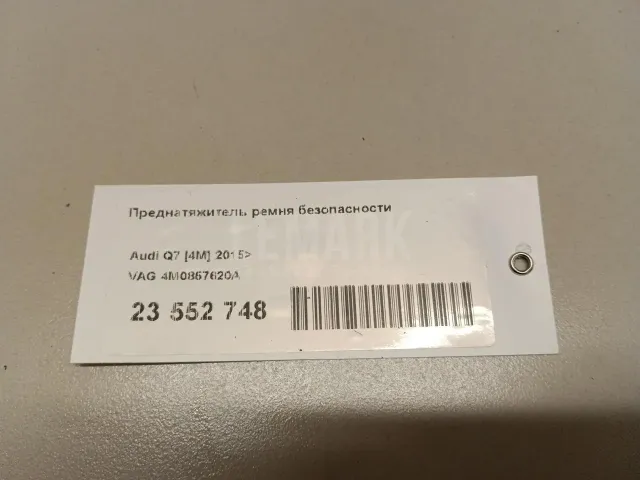 Преднатяжитель ремня безопасности
Audi Q7 [4M] 2015>
VAG 4M0857620A
23 552 748